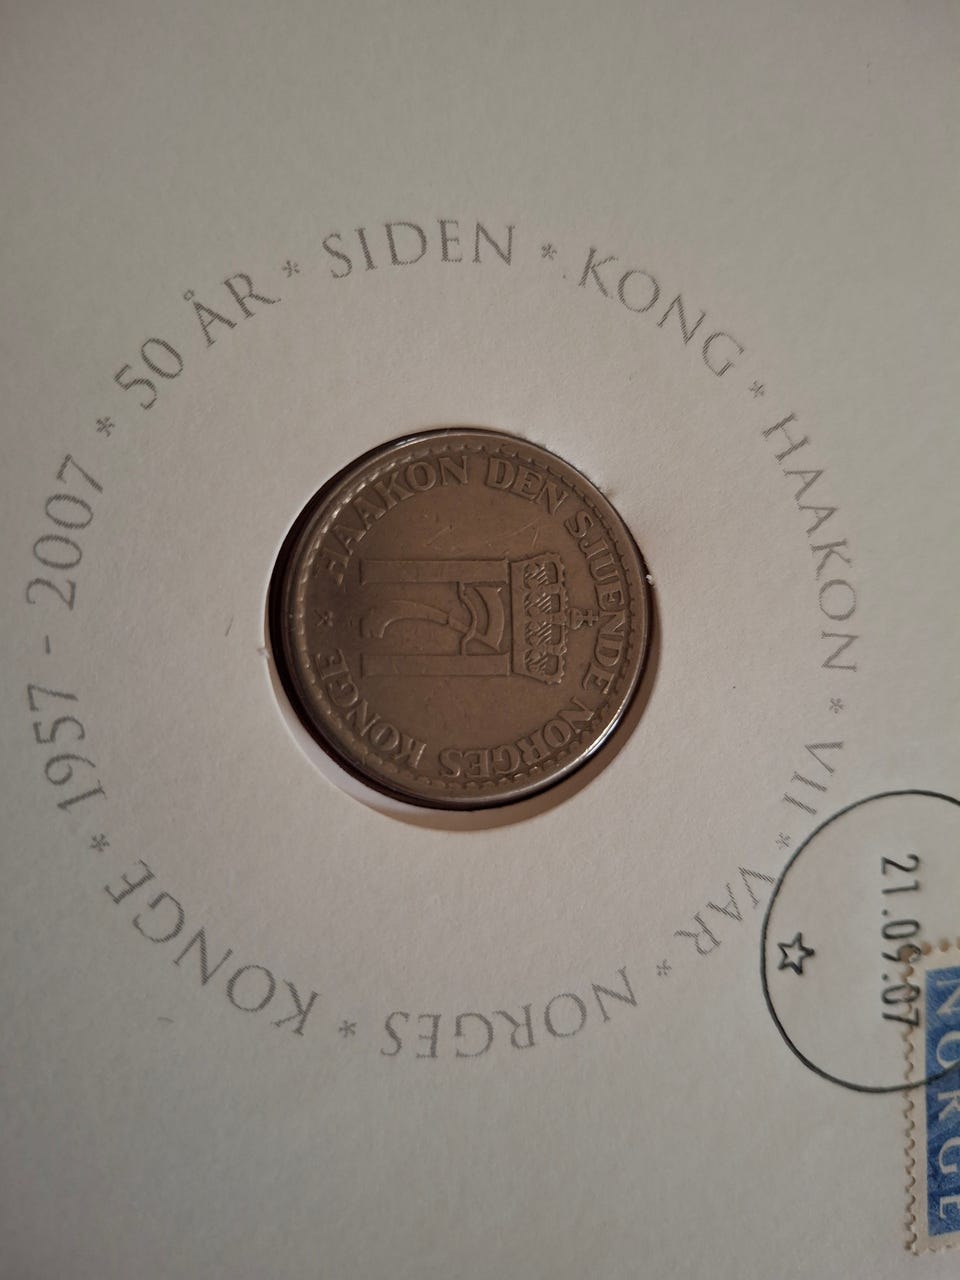 * 50 ÅR * SIDEN * KONG * HAAKON * VII * VAR * NORGES * KONGE * 1957 - 2007
HAAKON DEN SJUENDE NORGES KONGE *
21.09.07
NORGE